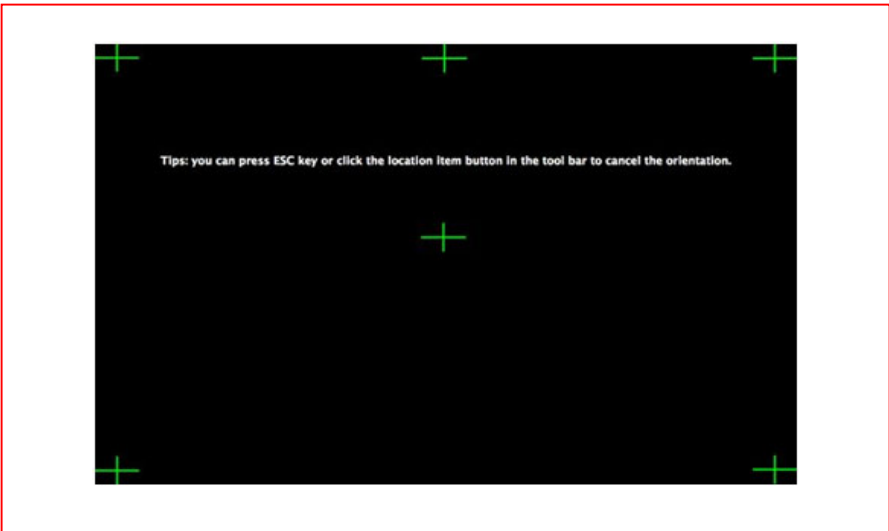 Tips: you can press ESC key or click the location item button in the tool bar to cancel the orientation.